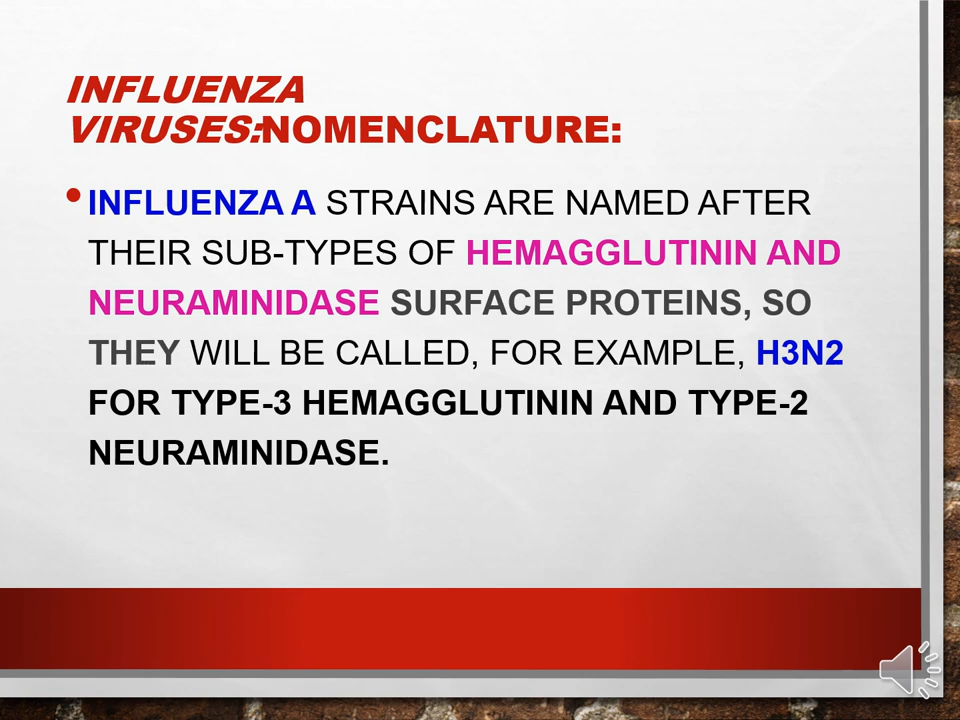 INFLUENZA
VIRUSES:NOMENCLATURE:
• INFLUENZA A STRAINS ARE NAMED AFTER
THEIR SUB-TYPES OF HEMAGGLUTININ AND
NEURAMINIDASE SURFACE PROTEINS, SO
THEY WILL BE CALLED, FOR EXAMPLE, H3N2
FOR TYPE-3 HEMAGGLUTININ AND TYPE-2
NEURAMINIDASE.